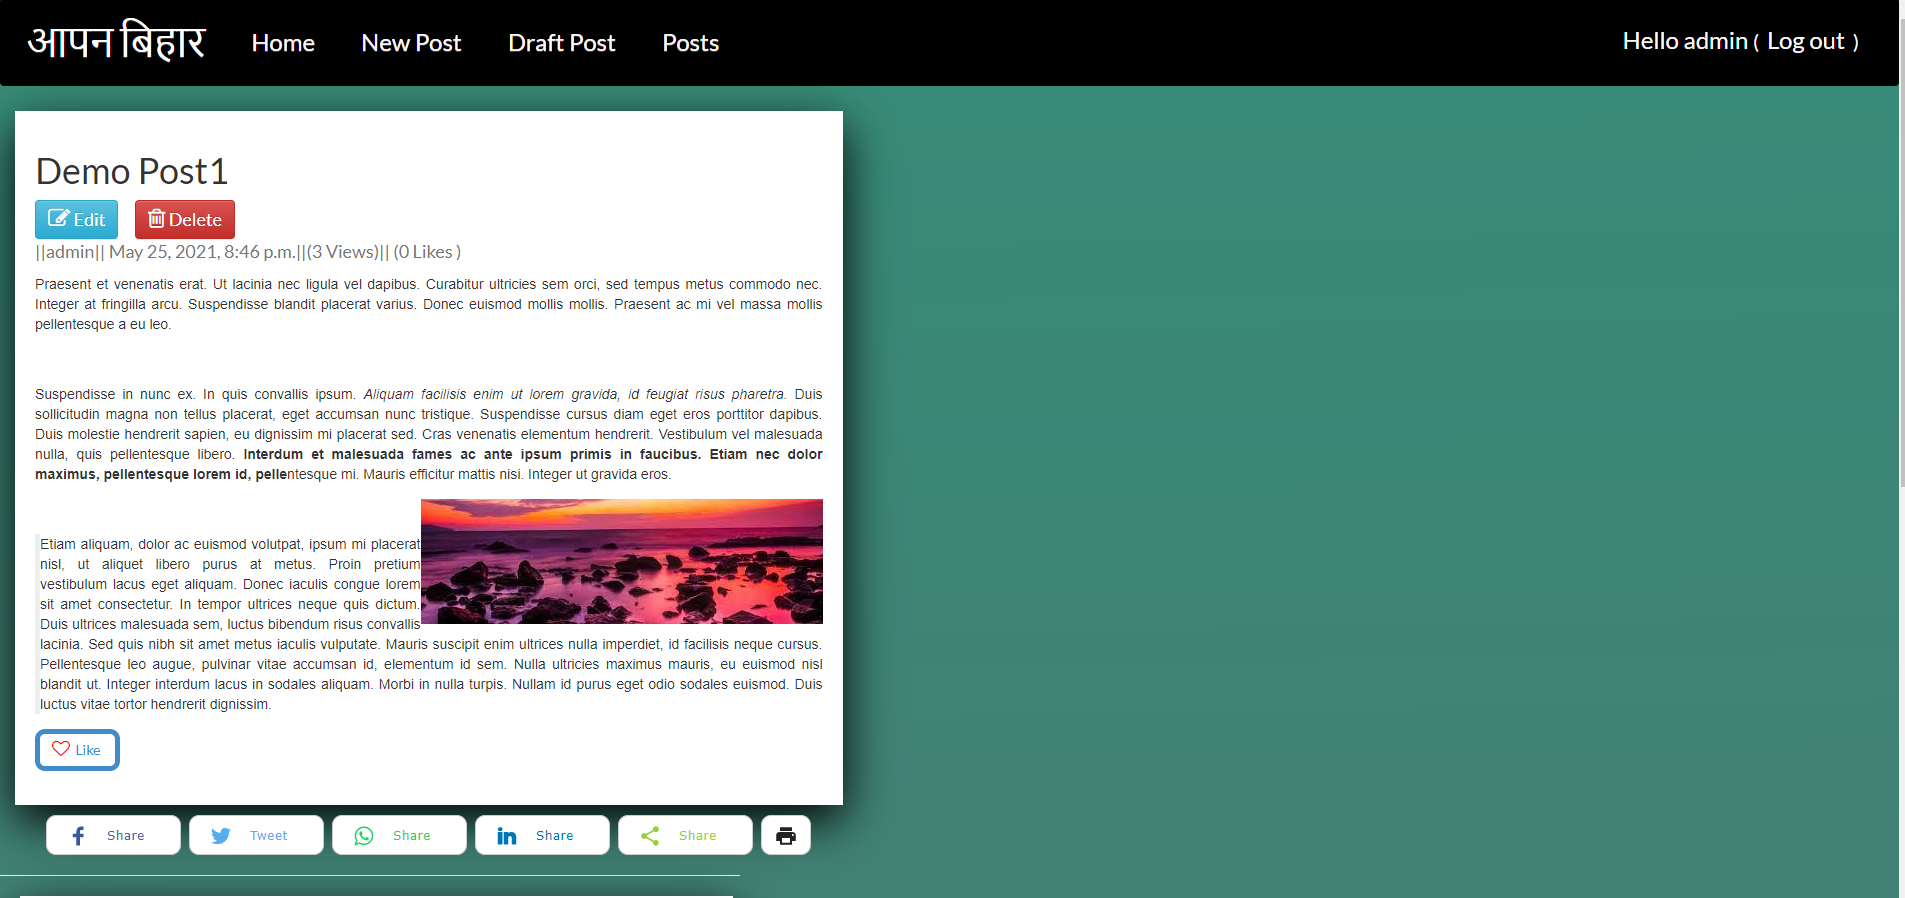 आपन बिहार Home New Post Draft Post Posts Hello admin ( Log out )
Demo Post1
Edit Delete
||admin|| May 25, 2021, 8:46 p.m.||(3 Views)|| (0 Likes )
Praesent et venenatis erat. Ut lacinia nec ligula vel dapibus. Curabitur ultricies sem orci, sed tempus metus commodo nec.
Integer at fringilla arcu. Suspendisse blandit placerat varius. Donec euismod mollis mollis. Praesent ac mi vel massa mollis
pellentesque a eu leo.
Suspendisse in nunc ex. In quis convallis ipsum. Aliquam facilisis enim ut lorem gravida, id feugiat risus pharetra. Duis
sollicitudin magna non tellus placerat, eget accumsan nunc tristique. Suspendisse cursus diam eget eros porttitor dapibus.
Duis molestie hendrerit sapien, eu dignissim mi placerat sed. Cras venenatis elementum hendrerit. Vestibulum vel malesuada
nulla, quis pellentesque libero. Interdum et malesuada fames ac ante ipsum primis in faucibus. Etiam nec dolor
maximus, pellentesque lorem id, pellentesque mi. Mauris efficitur mattis nisi. Integer ut gravida eros.
Etiam aliquam, dolor ac euismod volutpat, ipsum mi placerat
nisl, ut aliquet libero purus at metus. Proin pretium
vestibulum lacus eget aliquam. Donec iaculis congue lorem
sit amet consectetur. In tempor ultrices neque quis dictum.
Duis ultrices malesuada sem, luctus bibendum risus convallis
lacinia. Sed quis nibh sit amet metus iaculis vulputate. Mauris suscipit enim ultrices nulla imperdiet, id facilisis neque cursus.
Pellentesque leo augue, pulvinar vitae accumsan id, elementum id sem. Nulla ultricies maximus mauris, eu euismod nisl
blandit ut. Integer interdum lacus in sodales aliquam. Morbi in nulla turpis. Nullam id purus eget odio sodales euismod. Duis
luctus vitae tortor hendrerit dignissim.
Like
Share Tweet Share Share Share